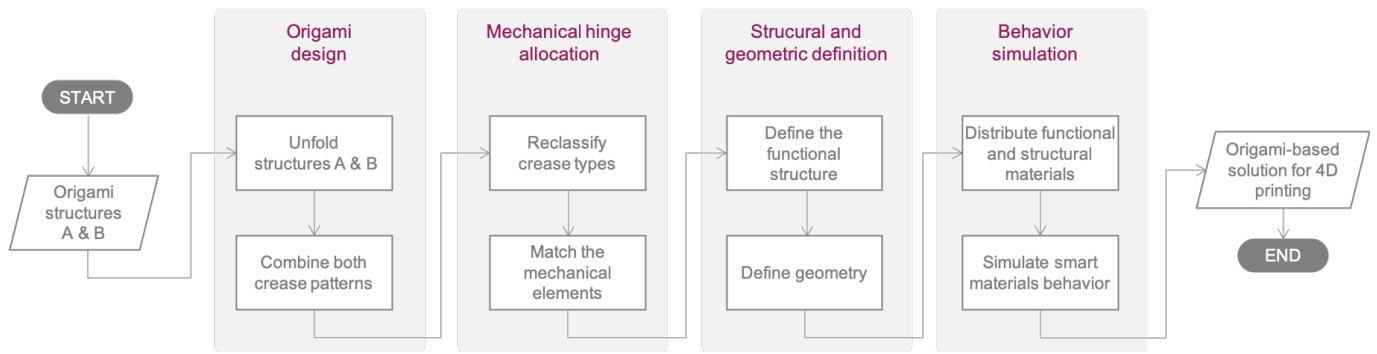 START
Origami
structures
A & B
Origami
design
Unfold
structures A & B
Combine both
crease patterns
Mechanical hinge
allocation
Reclassify
crease types
Match the
mechanical
elements
Strucural and
geometric definition
Define the
functional
structure
Define geometry
Behavior
simulation
Distribute functional
and structural
materials
Simulate smart
materials behavior
Origami-based
solution for 4D
printing
END